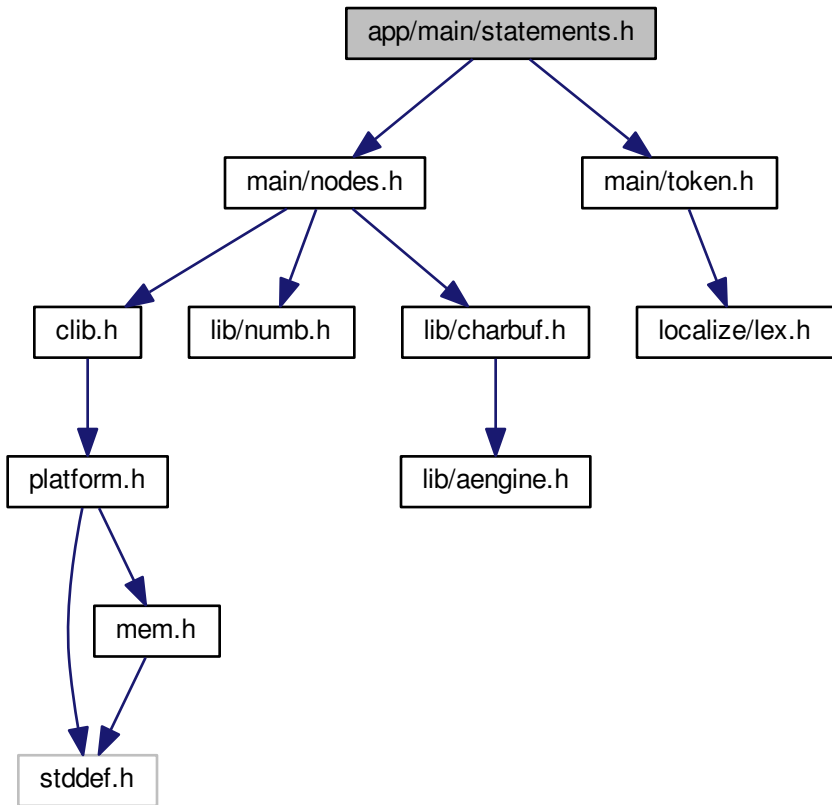 app/main/statements.h
main/nodes.h
main/token.h
clib.h
lib/numb.h
lib/charbuf.h
localize/lex.h
platform.h
lib/aengine.h
mem.h
stddef.h